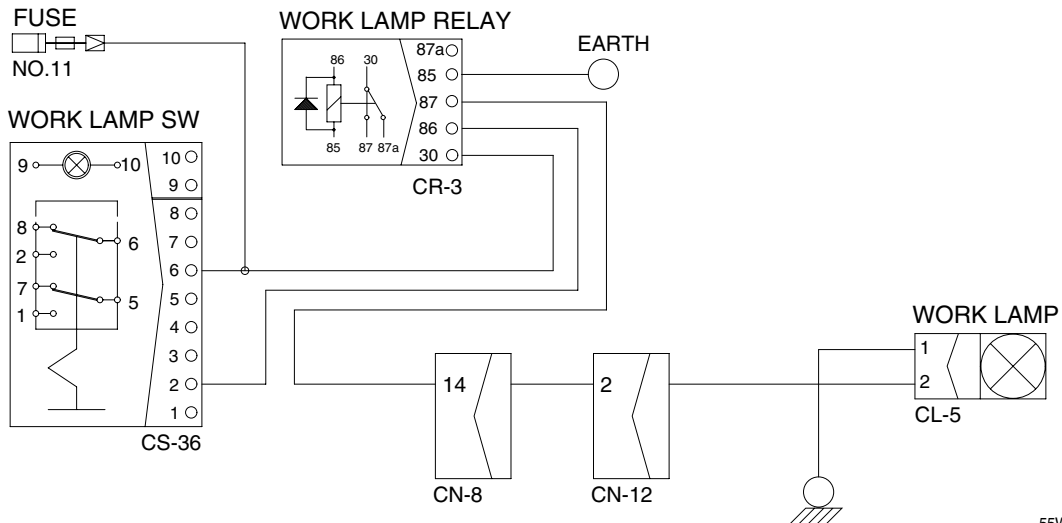 FUSE
NO.11
WORK LAMP RELAY
86 30
85 87 87a
87a
85
87
86
30
CR-3
EARTH
WORK LAMP SW
9 10
8 6
2
7 5
1
10
9
8
7
6
5
4
3
2
1
CS-36
14
CN-8
2
CN-12
WORK LAMP
1
2
CL-5